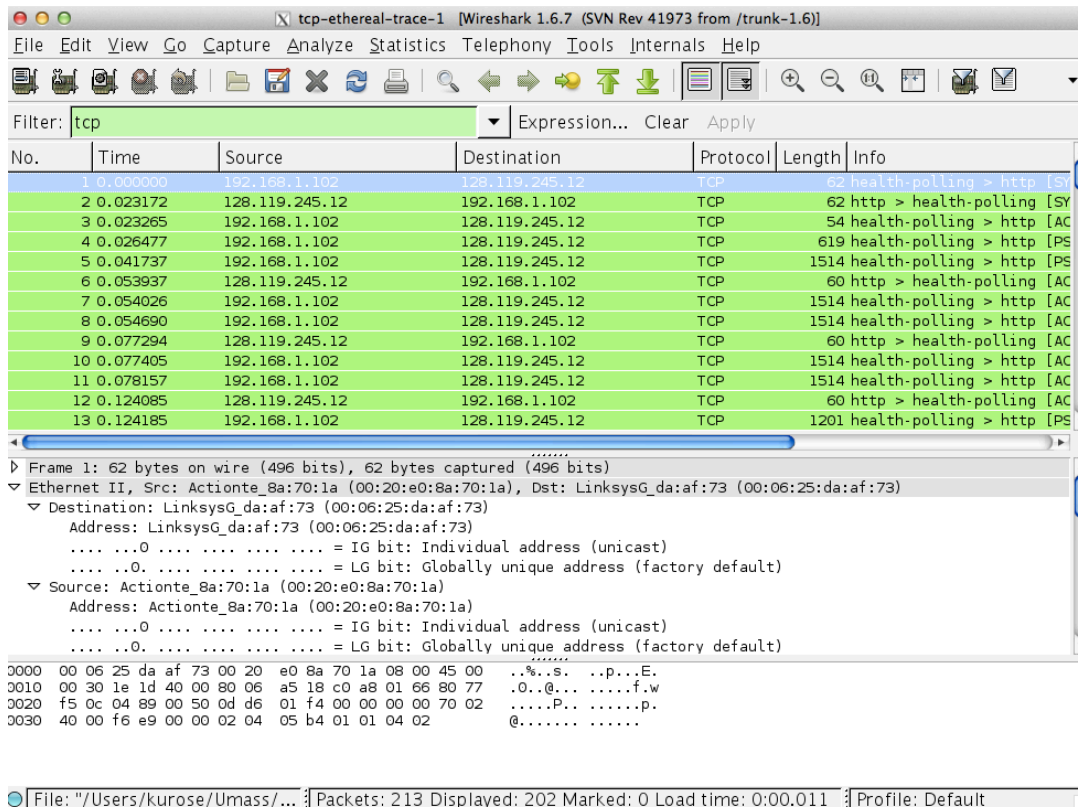 tcp-ethereal-trace-1 [Wireshark 1.6.7 (SVN Rev 41973 from /trunk-1.6)]
File Edit View Go Capture Analyze Statistics Telephony Tools Internals Help
Filter: tcp Expression... Clear Apply
No. Time Source Destination Protocol Length Info
1 0.000000 192.168.1.102 128.119.245.12 TCP 62 health-polling > http [SY
2 0.023172 128.119.245.12 192.168.1.102 TCP 62 http > health-polling [SY
3 0.023265 192.168.1.102 128.119.245.12 TCP 54 health-polling > http [AC
4 0.026477 192.168.1.102 128.119.245.12 TCP 619 health-polling > http [PS
5 0.041737 192.168.1.102 128.119.245.12 TCP 1514 health-polling > http [PS
6 0.053937 128.119.245.12 192.168.1.102 TCP 60 http > health-polling [AC
7 0.054026 192.168.1.102 128.119.245.12 TCP 1514 health-polling > http [AC
8 0.054690 192.168.1.102 128.119.245.12 TCP 1514 health-polling > http [AC
9 0.077294 128.119.245.12 192.168.1.102 TCP 60 http > health-polling [AC
10 0.077405 192.168.1.102 128.119.245.12 TCP 1514 health-polling > http [AC
11 0.078157 192.168.1.102 128.119.245.12 TCP 1514 health-polling > http [AC
12 0.124085 128.119.245.12 192.168.1.102 TCP 60 http > health-polling [AC
13 0.124185 192.168.1.102 128.119.245.12 TCP 1201 health-polling > http [PS
Frame 1: 62 bytes on wire (496 bits), 62 bytes captured (496 bits)
Ethernet II, Src: Actionte_8a:70:1a (00:20:e0:8a:70:1a), Dst: LinksysG_da:af:73 (00:06:25:da:af:73)
Destination: LinksysG_da:af:73 (00:06:25:da:af:73)
Address: LinksysG_da:af:73 (00:06:25:da:af:73)
.... ...0 .... .... .... .... = IG bit: Individual address (unicast)
.... ..0. .... .... .... .... = LG bit: Globally unique address (factory default)
Source: Actionte_8a:70:1a (00:20:e0:8a:70:1a)
Address: Actionte_8a:70:1a (00:20:e0:8a:70:1a)
.... ...0 .... .... .... .... = IG bit: Individual address (unicast)
.... ..0. .... .... .... .... = LG bit: Globally unique address (factory default)
0000 00 06 25 da af 73 00 20 e0 8a 70 1a 08 00 45 00 ..%..s. ..p...E.
0010 00 30 1e 1d 40 00 80 06 a5 18 c0 a8 01 66 80 77 .0..@... .....f.w
0020 f5 0c 04 89 00 50 0d d6 01 f4 00 00 00 00 70 02 .....P.. ......p.
0030 40 00 f6 e9 00 00 02 04 05 b4 01 01 04 02 @....... ......
File: "/Users/kurose/Umass/... Packets: 213 Displayed: 202 Marked: 0 Load time: 0:00.011 Profile: Default